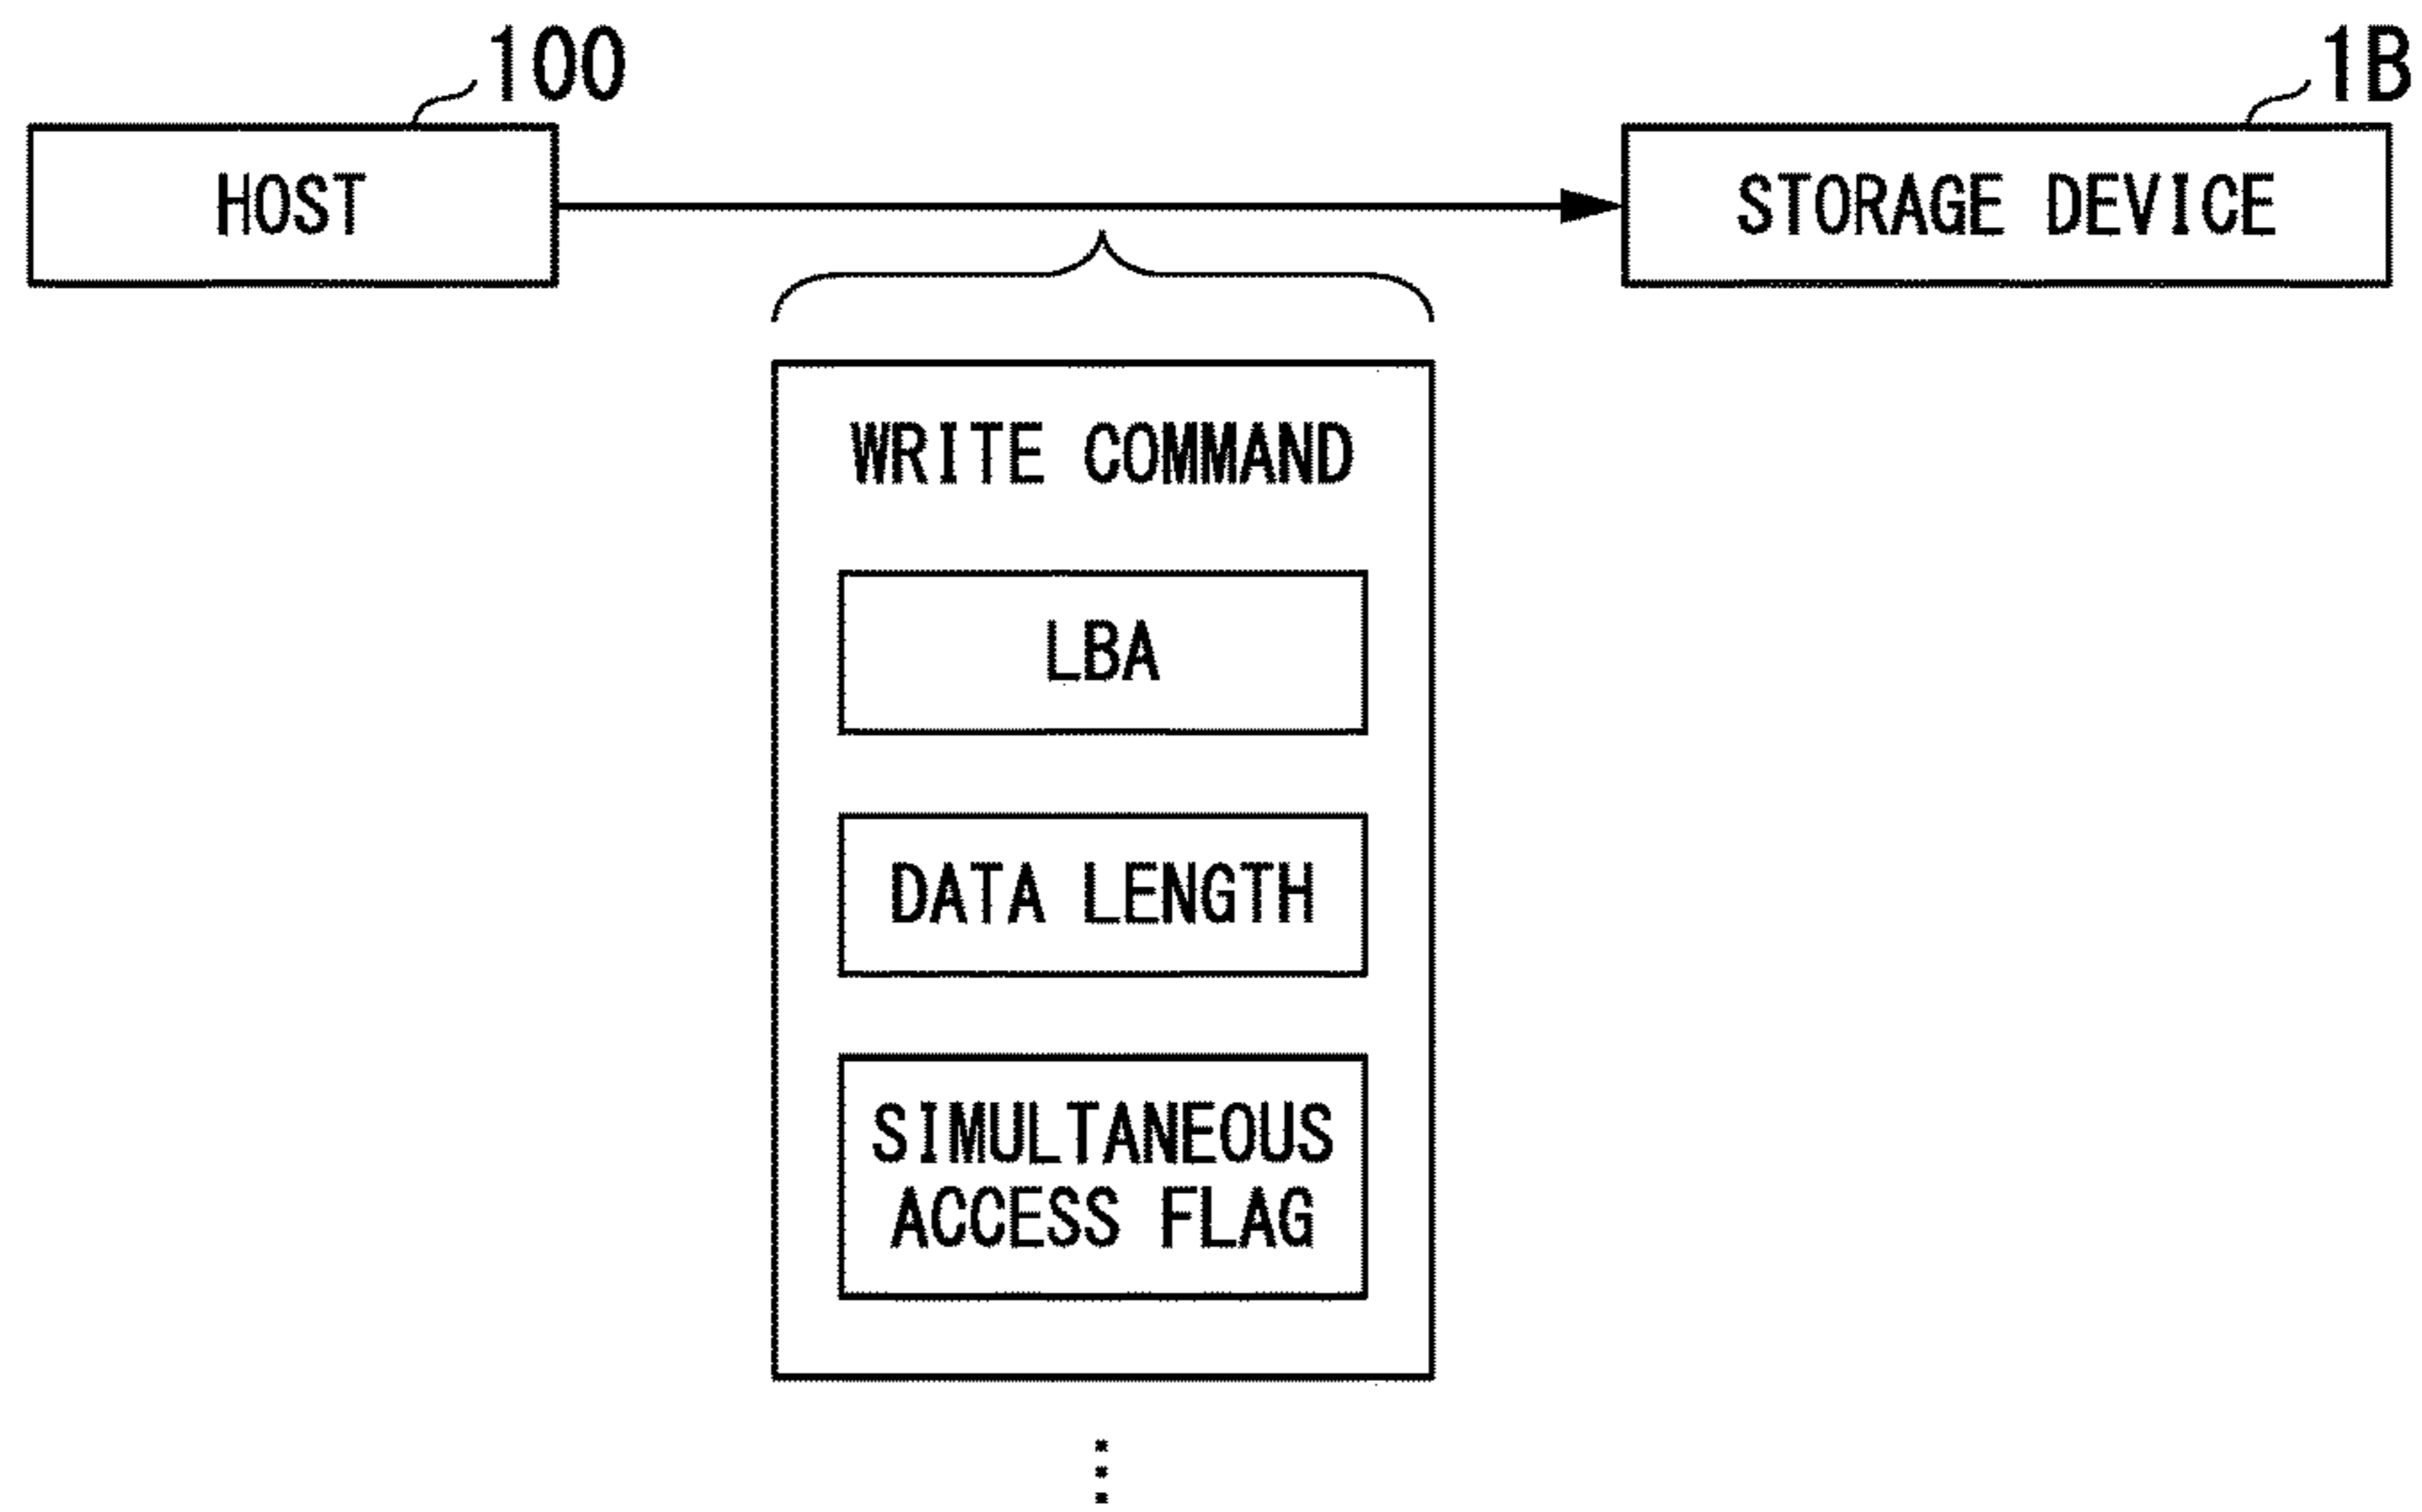 100
1B
HOST
STORAGE DEVICE
WRITE COMMAND
LBA
DATA LENGTH
SIMULTANEOUS
ACCESS FLAG